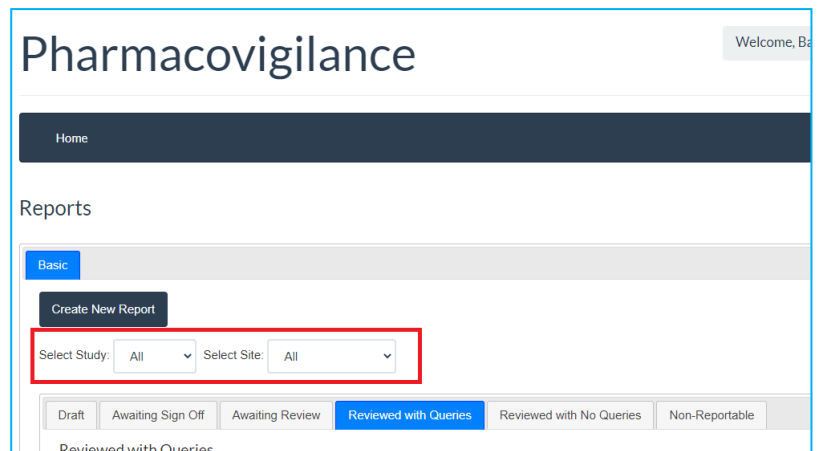 Pharmacovigilance
Welcome, Ba
Home
Reports
Basic
Create New Report
Select Study: All Select Site: All
Draft Awaiting Sign Off Awaiting Review Reviewed with Queries Reviewed with No Queries Non-Reportable
Reviewed with Queries